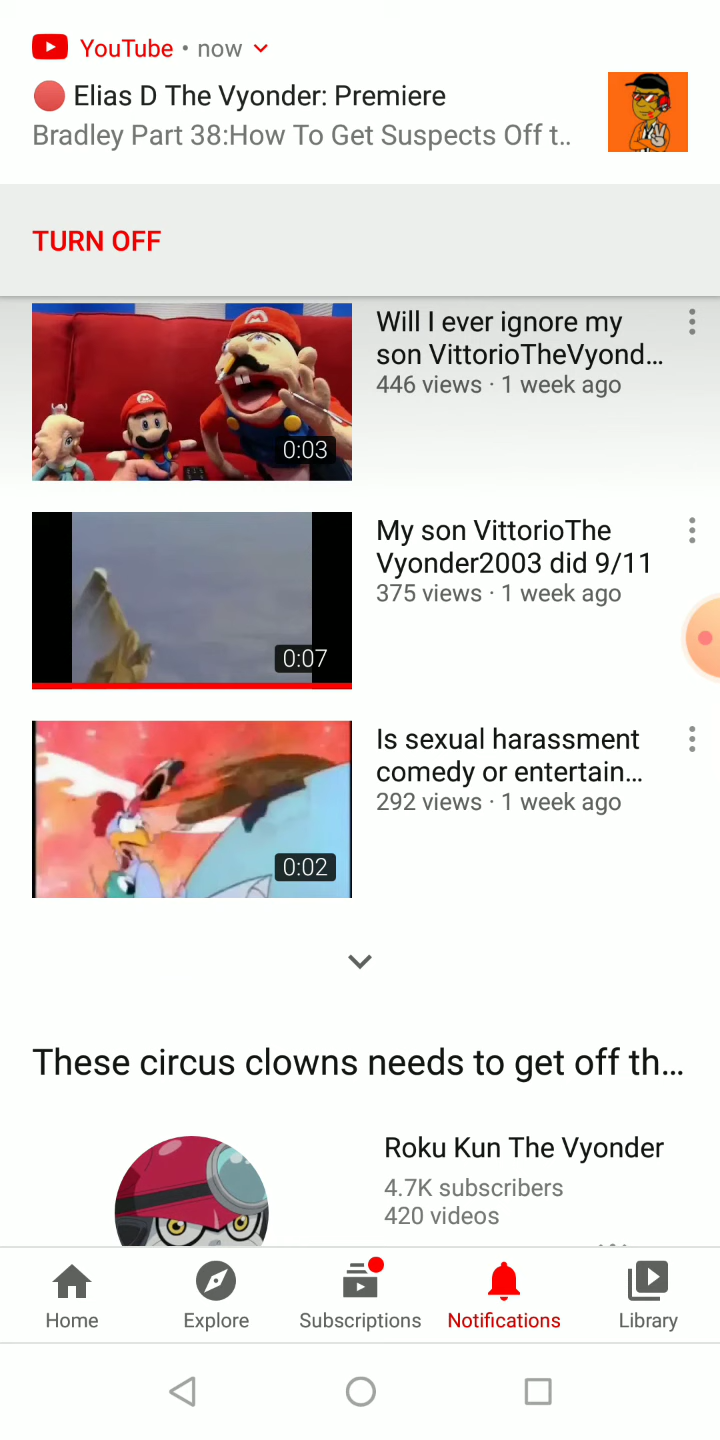 YouTube • now
Elias D The Vyonder: Premiere
Bradley Part 38:How To Get Suspects Off t..
TURN OFF
Will I ever ignore my
son VittorioTheVyond...
446 views · 1 week ago
0:03
My son VittorioThe
Vyonder2003 did 9/11
375 views · 1 week ago
0:07
Is sexual harassment
comedy or entertain...
292 views · 1 week ago
0:02
These circus clowns needs to get off th...
Roku Kun The Vyonder
4.7K subscribers
420 videos
Home
Explore
Subscriptions
Notifications
Library